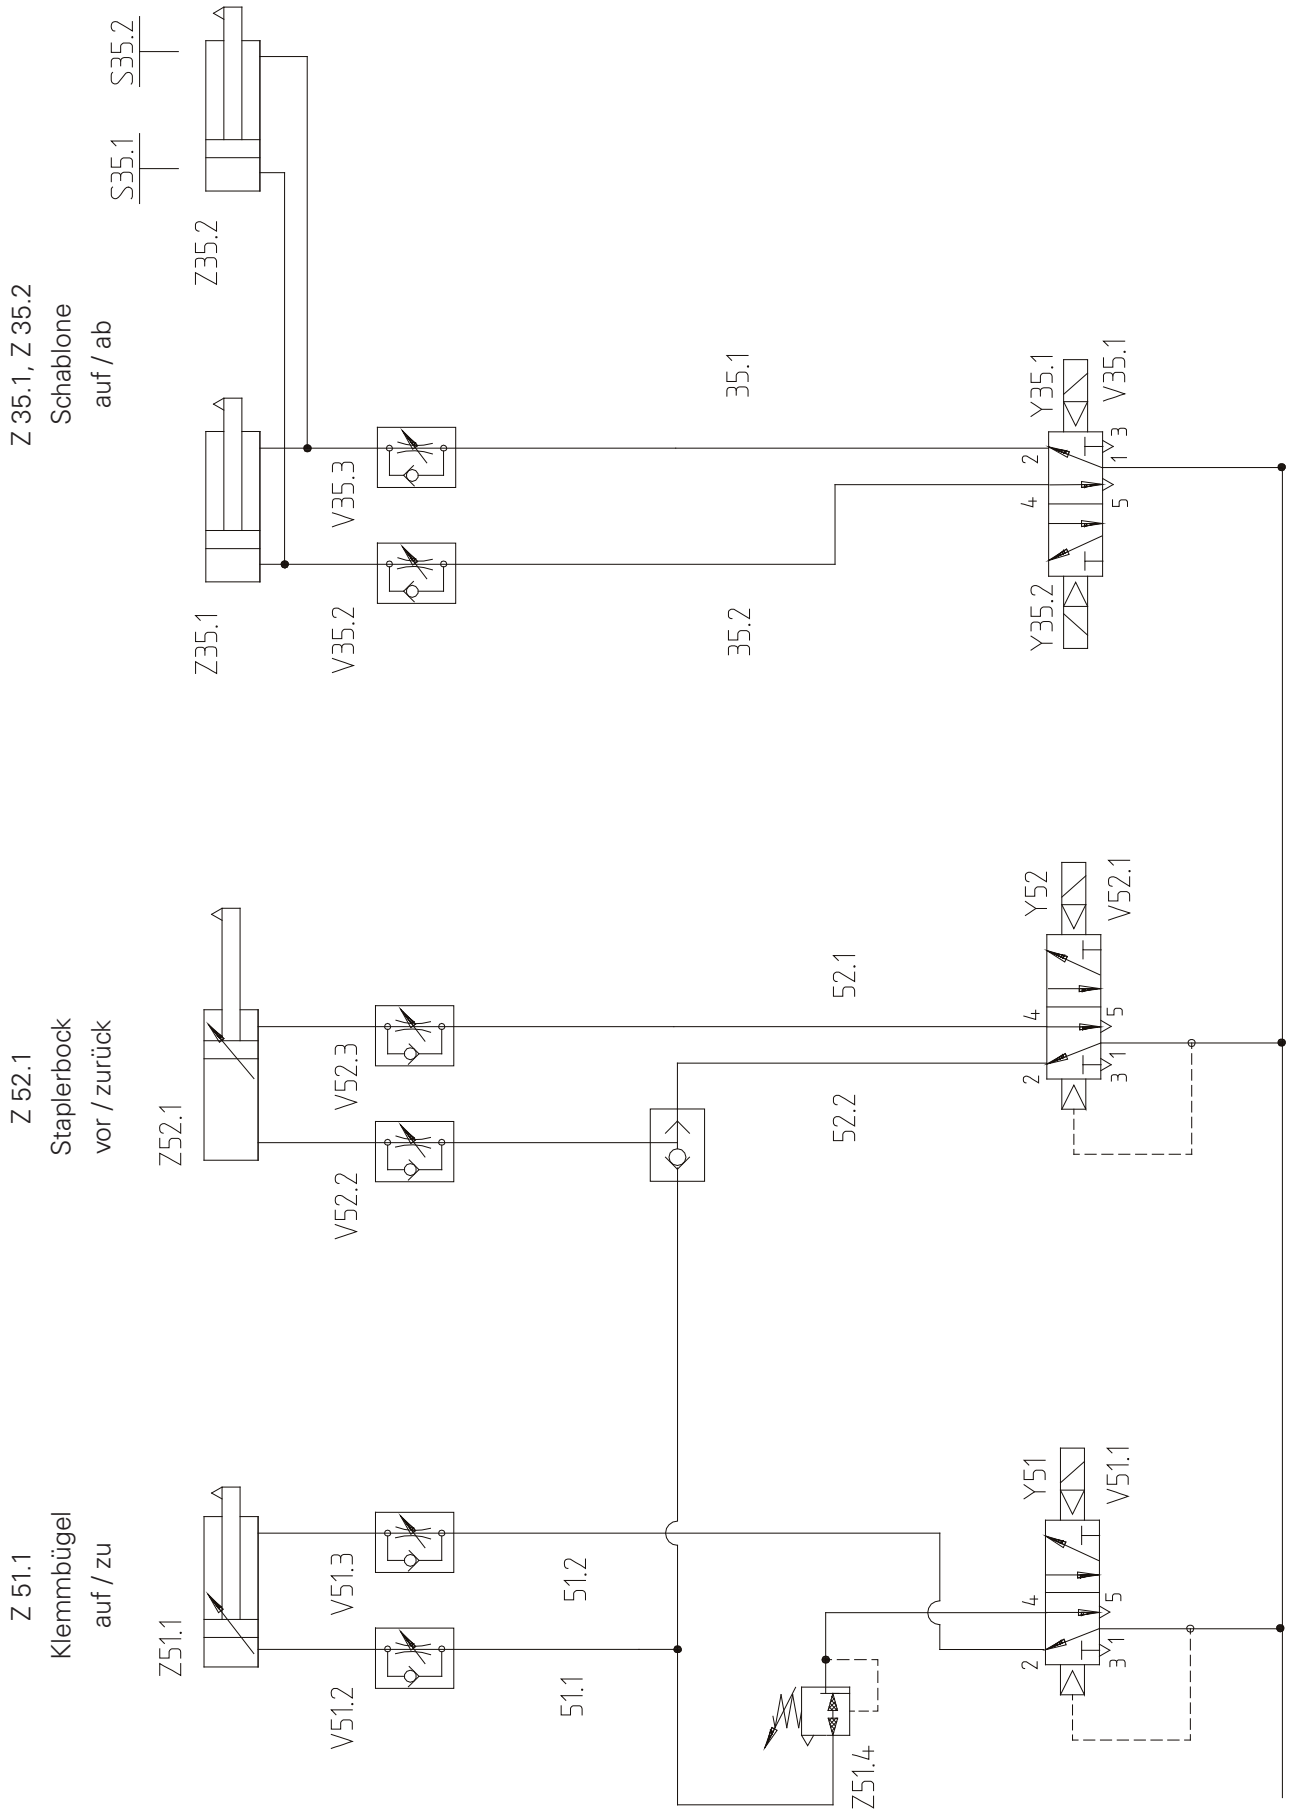 Z 51.1
Klemmbügel
auf / zu
Z 52.1
Staplerbock
vor / zurück
Z 35.1, Z 35.2
Schablone
auf / ab
S35.1
S35.2
Z51.1
Z52.1
Z35.1
Z35.2
V51.2
V51.3
V52.2
V52.3
V35.2
V35.3
51.1
51.2
52.2
52.1
35.2
35.1
Z51.4
Y51
2
4
3
1
5
V51.1
Y52
2
4
3
1
5
V52.1
Y35.2
Y35.1
4
2
5
1
3
V35.1